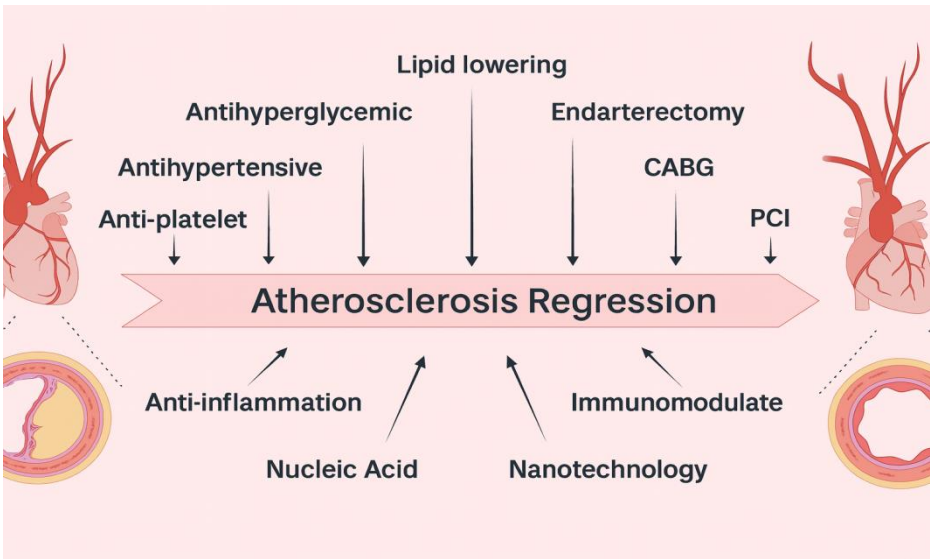 Lipid lowering
Antihyperglycemic
Endarterectomy
Antihypertensive
CABG
Anti-platelet
PCI
Atherosclerosis Regression
Anti-inflammation
Immunomodulate
Nucleic Acid
Nanotechnology